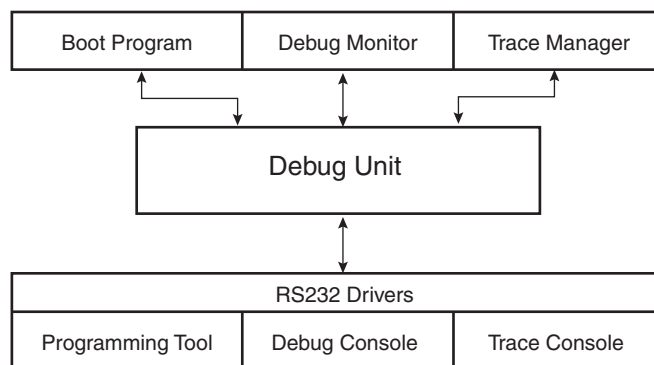 Boot Program Debug Monitor Trace Manager
Debug Unit
RS232 Drivers
Programming Tool Debug Console Trace Console